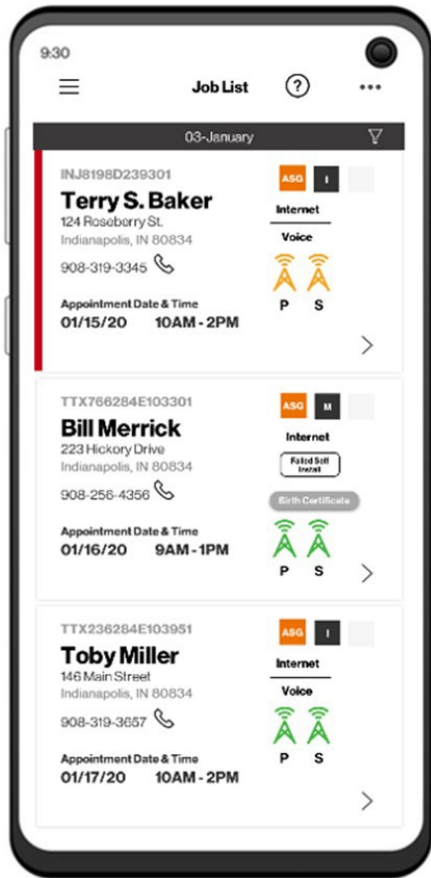 9:30
Job List ?
03-January
INJ8198D239301 ASG I
Terry S. Baker
124 Roseberry St.
Indianapolis, IN 80834
908-319-3345
Internet
Voice
P S
Appointment Date & Time
01/15/20 10AM - 2PM
TTX766284E103301 ASG M
Bill Merrick
223 Hickory Drive
Indianapolis, IN 80834
908-256-4356
Internet
Failed Self
Install
Birth Certificate
P S
Appointment Date & Time
01/16/20 9AM - 1PM
TTX236284E103951 ASG I
Toby Miller
146 Main Street
Indianapolis, IN 80834
908-319-3657
Internet
Voice
P S
Appointment Date & Time
01/17/20 10AM - 2PM